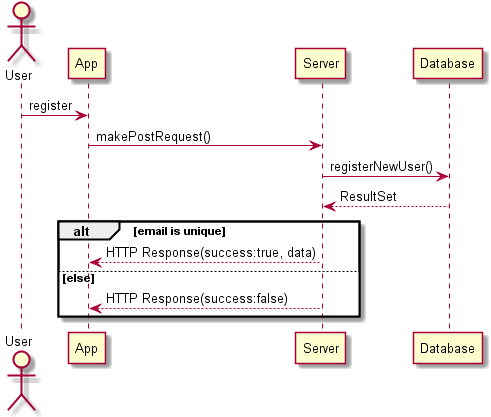 User
App
Server
Database
register
makePostRequest()
registerNewUser()
ResultSet
alt [email is unique]
HTTP Response(success:true, data)
[else]
HTTP Response(success:false)
User
App
Server
Database